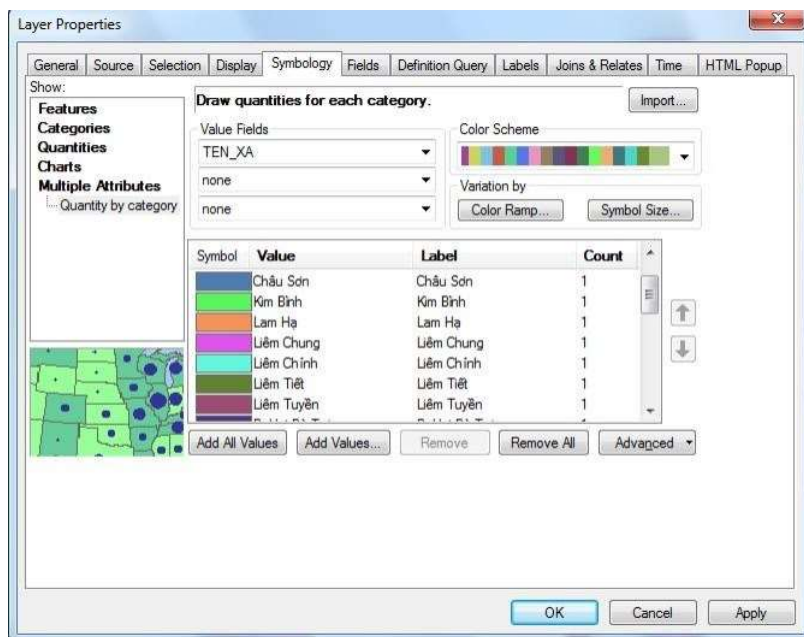 Layer Properties
General Source Selection Display Symbology Fields Definition Query Labels Joins & Relates Time HTML Popup
Show:
Features
Categories
Quantities
Charts
Multiple Attributes
Quantity by category
Draw quantities for each category.
Import...
Value Fields
TEN_XA
none
none
Color Scheme
Variation by
Color Ramp... Symbol Size...
Symbol Value Label Count
Châu Sơn Châu Sơn 1
Kim Bình Kim Bình 1
Lam Hạ Lam Hạ 1
Liêm Chung Liêm Chung 1
Liêm Chính Liêm Chính 1
Liêm Tiết Liêm Tiết 1
Liêm Tuyền Liêm Tuyền 1
Add All Values Add Values... Remove Remove All Advanced
OK Cancel Apply